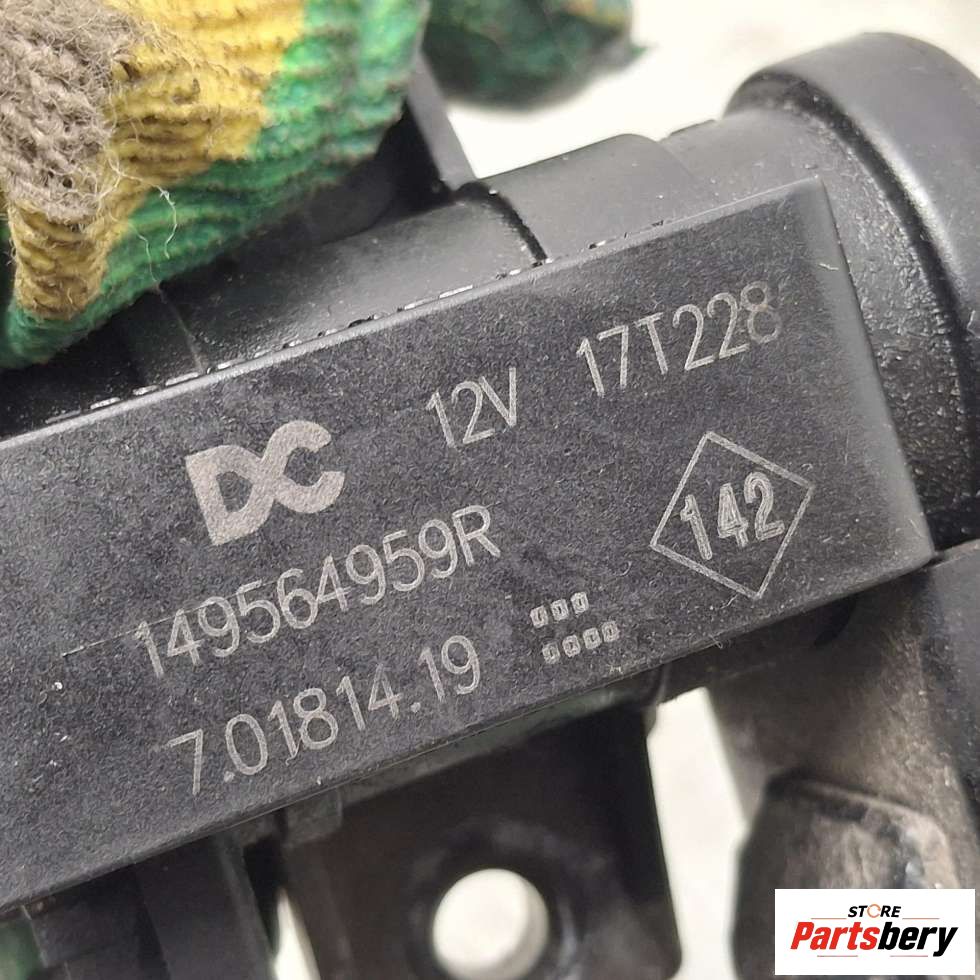 DC 12V 17T228
149564959R
142
7.01814.19
STORE
Partsbery